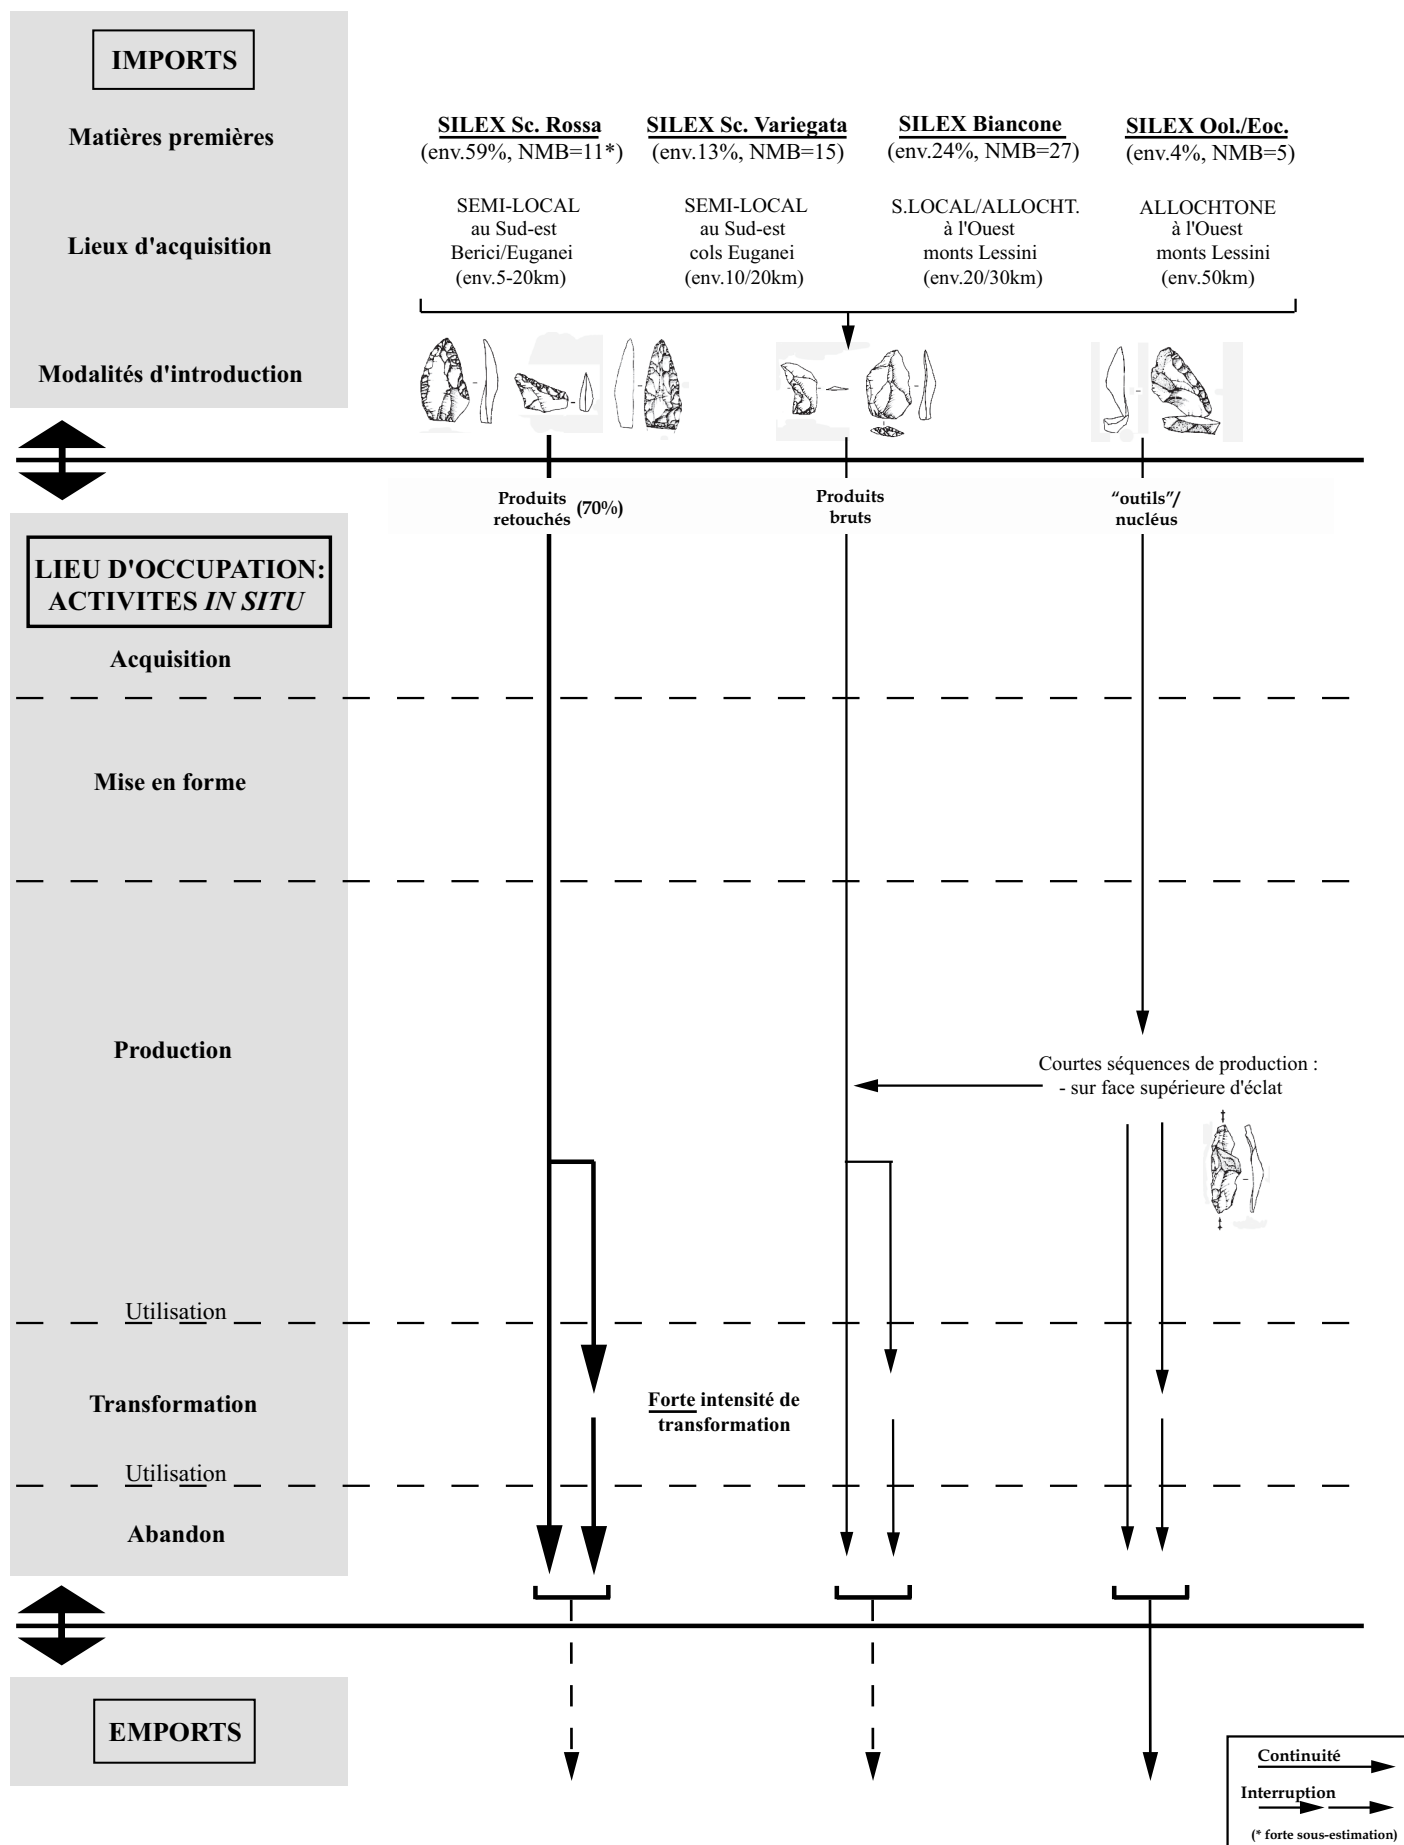 IMPORTS
Matières premières
SILEX Sc. Rossa
(env.59%, NMB=11*)
SILEX Sc. Variegata
(env.13%, NMB=15)
SILEX Biancone
(env.24%, NMB=27)
SILEX Ool./Eoc.
(env.4%, NMB=5)
Lieux d'acquisition
SEMI-LOCAL
au Sud-est
Berici/Euganei
(env.5-20km)
SEMI-LOCAL
au Sud-est
cols Euganei
(env.10/20km)
S.LOCAL/ALLOCHT.
à l'Ouest
monts Lessini
(env.20/30km)
ALLOCHTONE
à l'Ouest
monts Lessini
(env.50km)
Modalités d'introduction
Produits
retouchés (70%)
Produits
bruts
“outils”/
nucléus
LIEU D'OCCUPATION:
ACTIVITES IN SITU
Acquisition
Mise en forme
Production
Courtes séquences de production :
- sur face supérieure d'éclat
Utilisation
Transformation
Forte intensité de
transformation
Utilisation
Abandon
EMPORTS
Continuité
Interruption
(* forte sous-estimation)